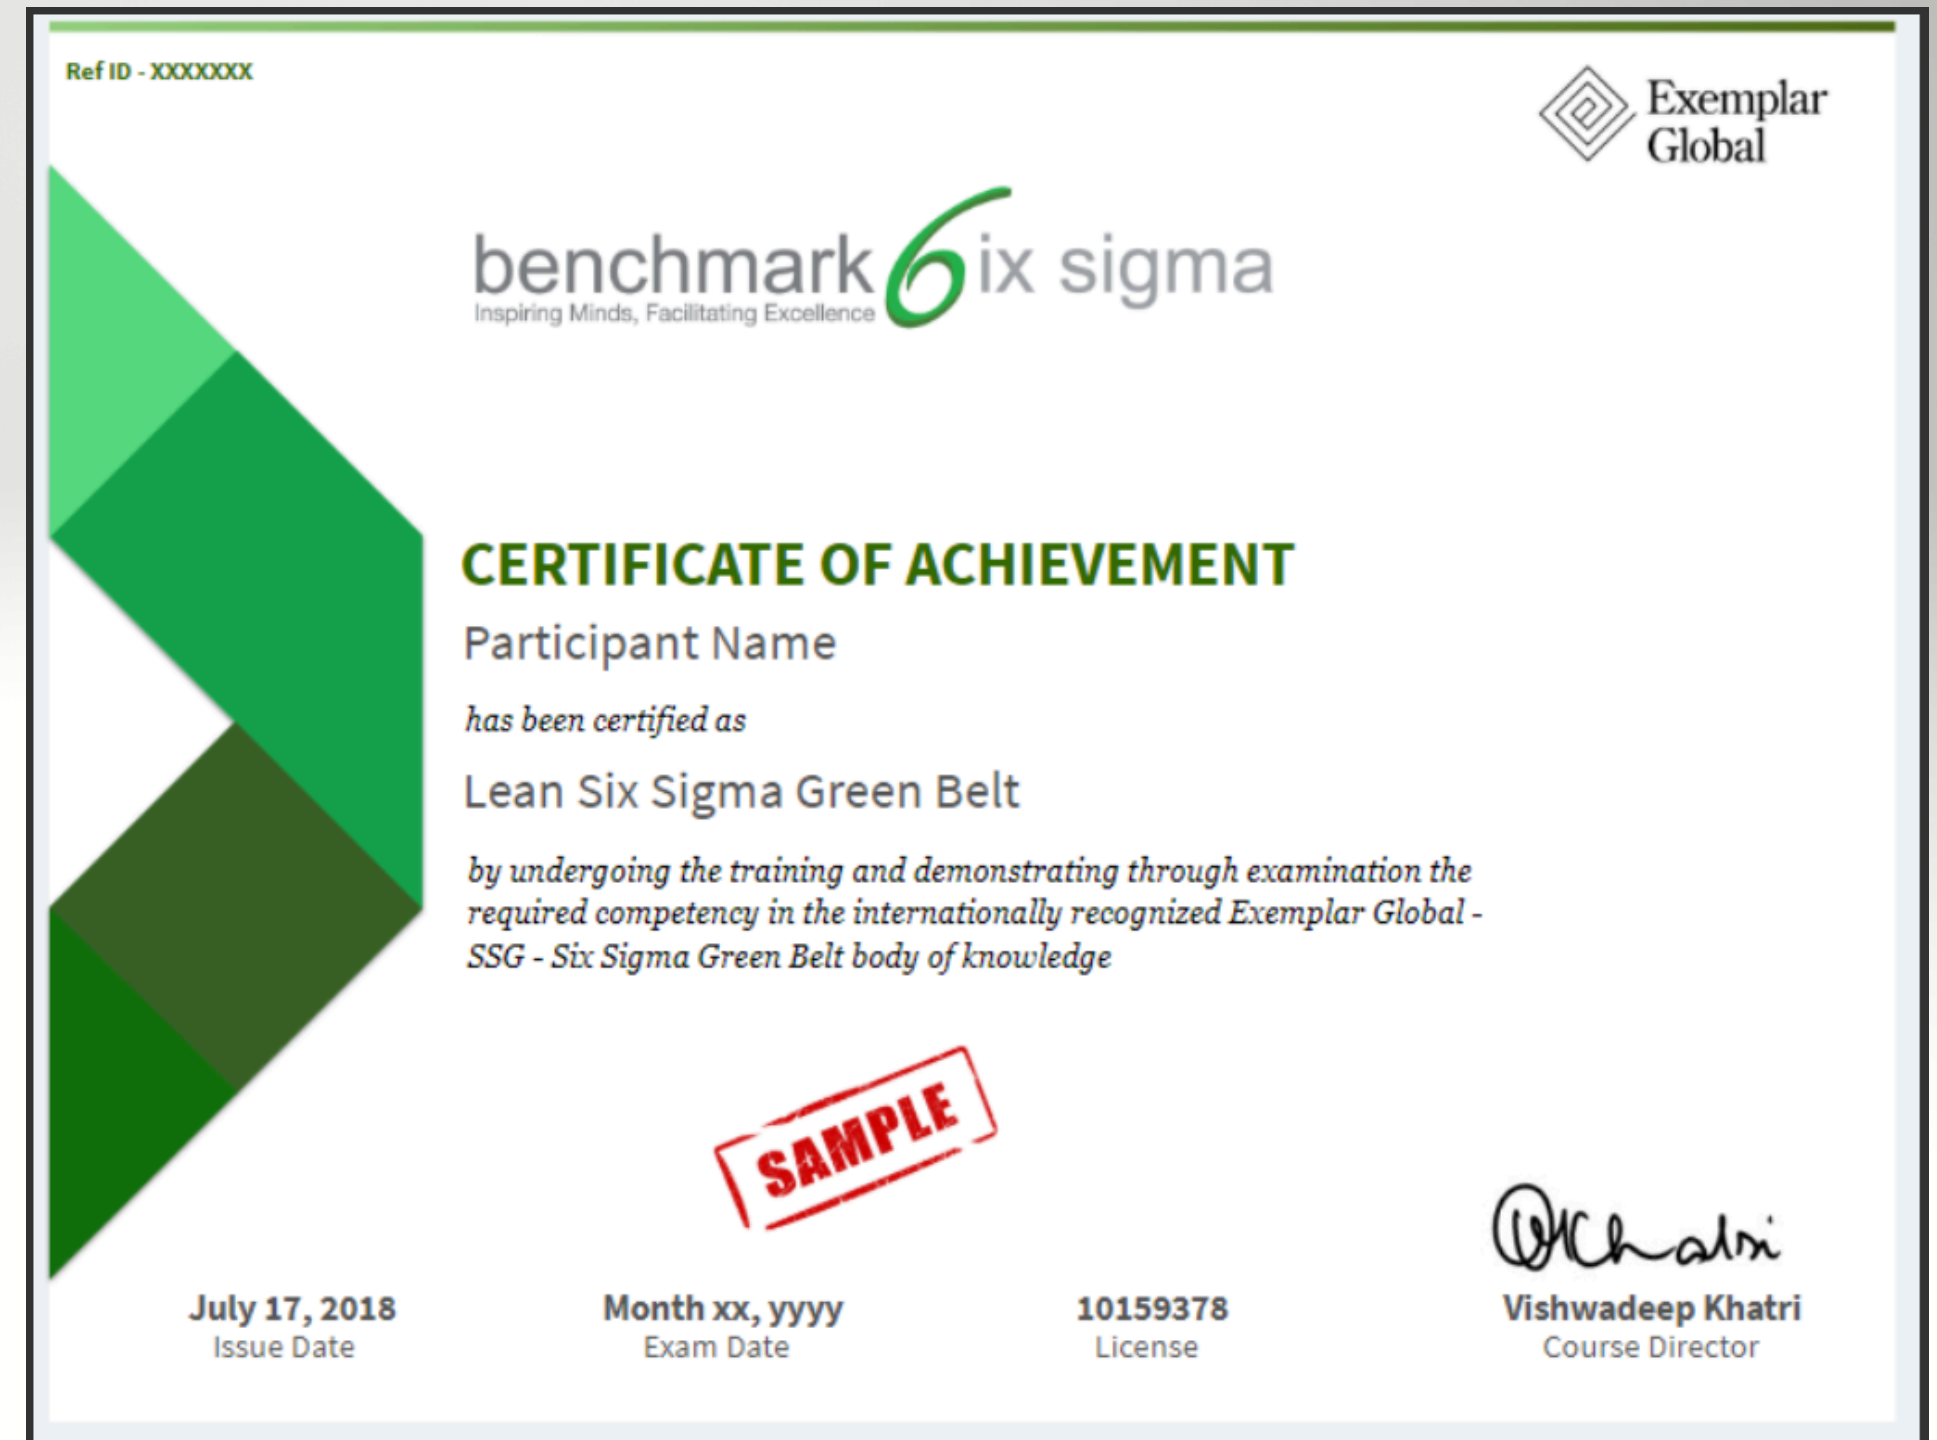 Ref ID - XXXXXXX
Exemplar
Global
benchmark 6ix sigma
Inspiring Minds, Facilitating Excellence
CERTIFICATE OF ACHIEVEMENT
Participant Name
has been certified as
Lean Six Sigma Green Belt
by undergoing the training and demonstrating through examination the
required competency in the internationally recognized Exemplar Global -
SSG - Six Sigma Green Belt body of knowledge
SAMPLE
VKhatri
July 17, 2018
Issue Date
Month xx, yyyy
Exam Date
10159378
License
Vishwadeep Khatri
Course Director